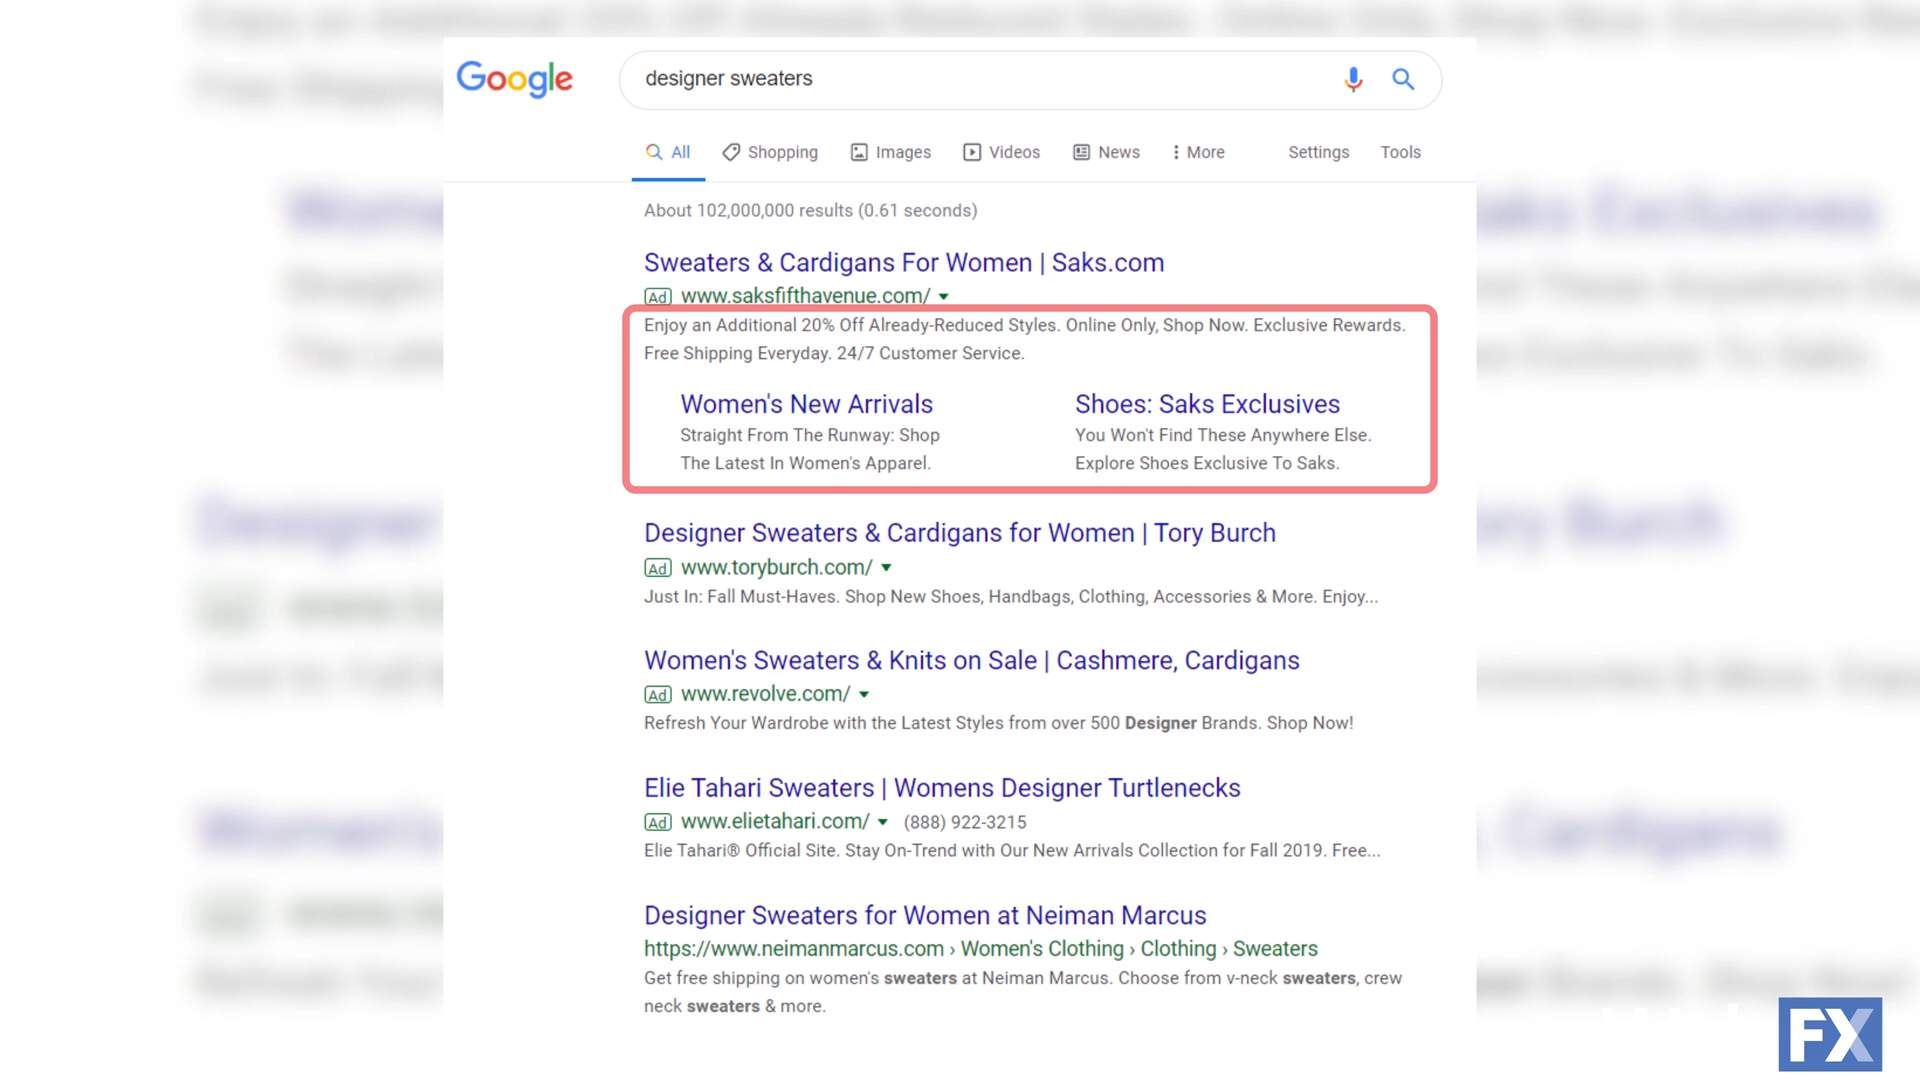 Google
designer sweaters
All Shopping Images Videos News More Settings Tools
About 102,000,000 results (0.61 seconds)
Sweaters & Cardigans For Women | Saks.com
Ad www.saksfifthavenue.com/
Enjoy an Additional 20% Off Already-Reduced Styles. Online Only, Shop Now. Exclusive Rewards.
Free Shipping Everyday. 24/7 Customer Service.
Women's New Arrivals
Straight From The Runway: Shop
The Latest In Women's Apparel.
Shoes: Saks Exclusives
You Won't Find These Anywhere Else.
Explore Shoes Exclusive To Saks.
Designer Sweaters & Cardigans for Women | Tory Burch
Ad www.toryburch.com/
Just In: Fall Must-Haves. Shop New Shoes, Handbags, Clothing, Accessories & More. Enjoy...
Women's Sweaters & Knits on Sale | Cashmere, Cardigans
Ad www.revolve.com/
Refresh Your Wardrobe with the Latest Styles from over 500 Designer Brands. Shop Now!
Elie Tahari Sweaters | Womens Designer Turtlenecks
Ad www.elietahari.com/ (888) 922-3215
Elie Tahari® Official Site. Stay On-Trend with Our New Arrivals Collection for Fall 2019. Free...
Designer Sweaters for Women at Neiman Marcus
https://www.neimanmarcus.com › Women's Clothing › Clothing › Sweaters
Get free shipping on women's sweaters at Neiman Marcus. Choose from v-neck sweaters, crew
neck sweaters & more.
FX